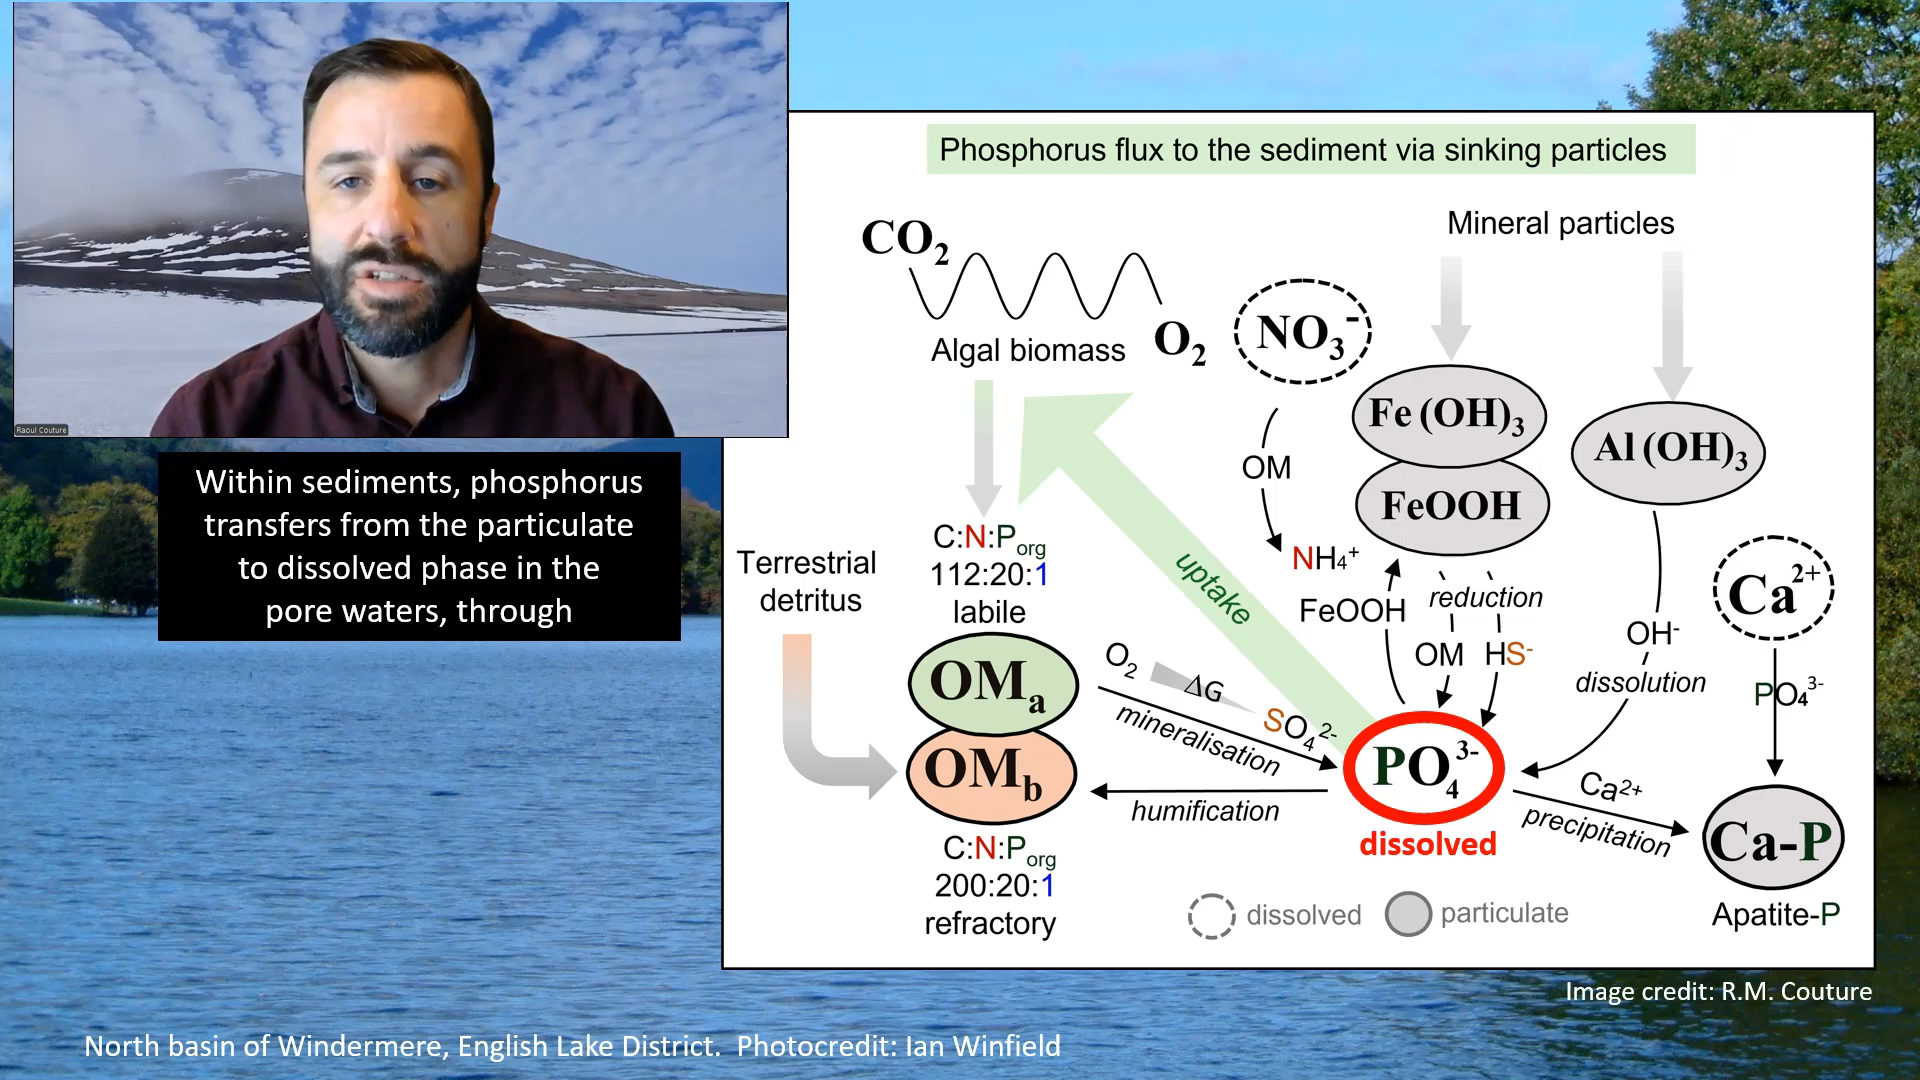 Raoul Couture
Within sediments, phosphorus
transfers from the particulate
to dissolved phase in the
pore waters, through
Phosphorus flux to the sediment via sinking particles
Mineral particles
CO₂
O₂
Algal biomass
NO₃⁻
Fe (OH)₃
FeOOH
Al (OH)₃
OM
NH₄⁺
C:N:Porg
112:20:1
labile
Terrestrial
detritus
uptake
FeOOH
reduction
OM
HS⁻
OH⁻
dissolution
Ca²⁺
PO₄³⁻
OMa
OMb
O₂
ΔG
SO₄²⁻
mineralisation
humification
PO₄³⁻
dissolved
Ca²⁺
precipitation
Ca-P
Apatite-P
C:N:Porg
200:20:1
refractory
dissolved
particulate
Image credit: R.M. Couture
North basin of Windermere, English Lake District. Photocredit: Ian Winfield